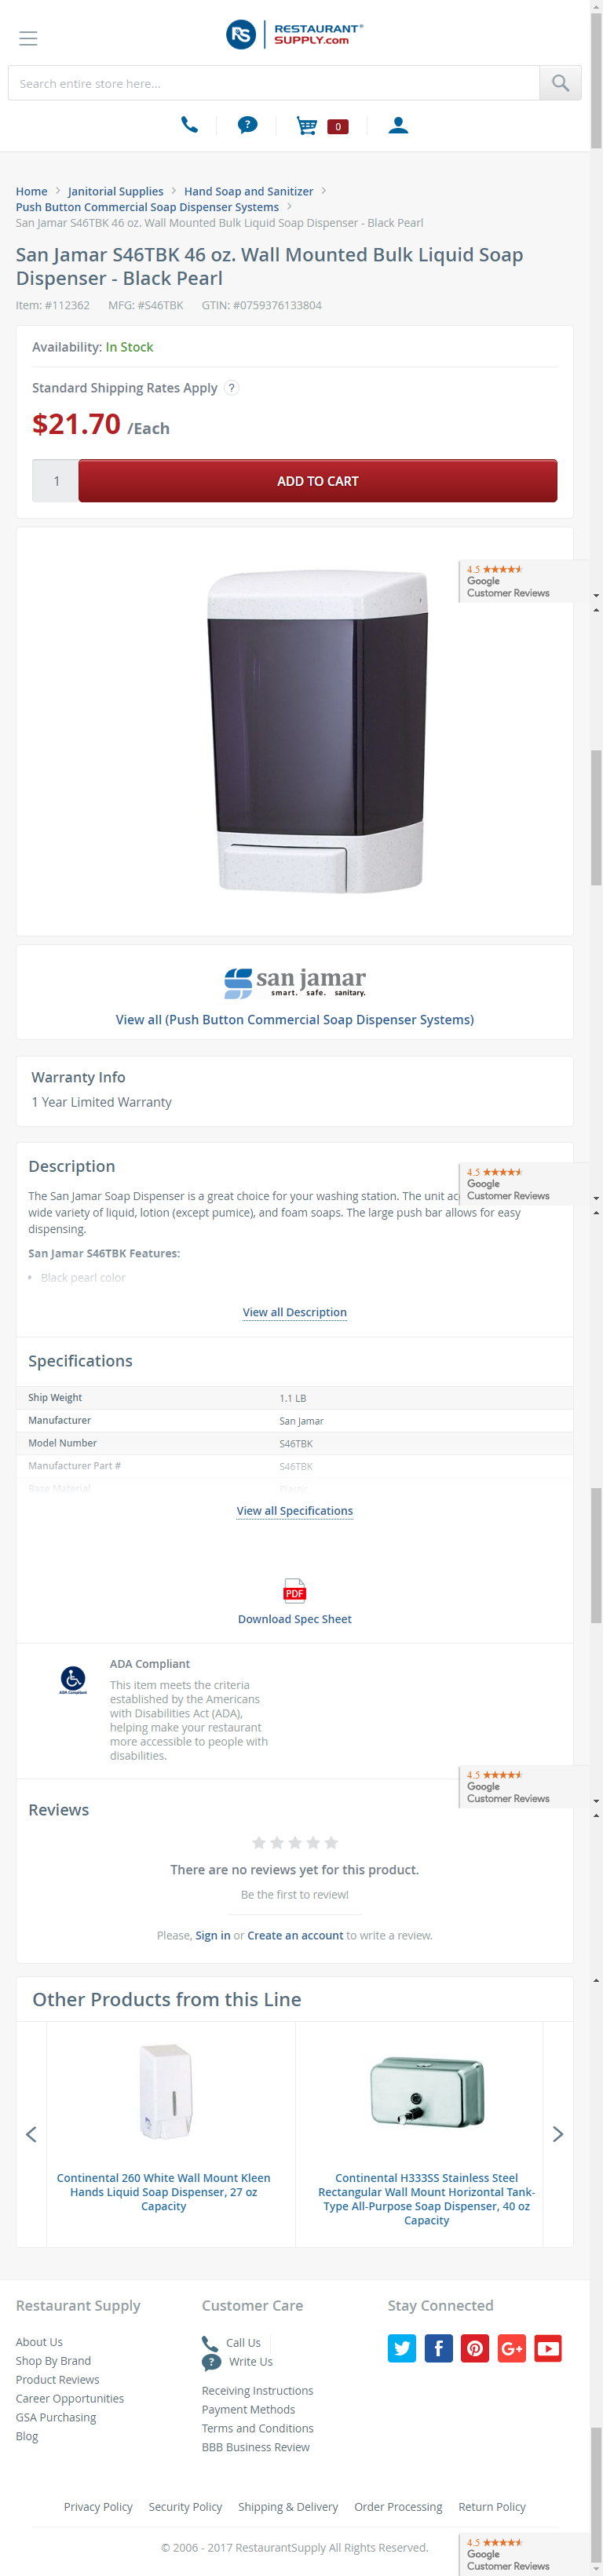 RS RESTAURANT
SUPPLY.com
Search entire store here...
?
0
Home > Janitorial Supplies > Hand Soap and Sanitizer >
Push Button Commercial Soap Dispenser Systems >
San Jamar S46TBK 46 oz. Wall Mounted Bulk Liquid Soap Dispenser - Black Pearl
San Jamar S46TBK 46 oz. Wall Mounted Bulk Liquid Soap
Dispenser - Black Pearl
Item: #112362 MFG: #S46TBK GTIN: #0759376133804
Availability: In Stock
Standard Shipping Rates Apply ?
$21.70 /Each
1 ADD TO CART
4.5
Google
Customer Reviews
san jamar
smart. safe. sanitary.
View all (Push Button Commercial Soap Dispenser Systems)
Warranty Info
1 Year Limited Warranty
Description
4.5
Google
Customer Reviews
The San Jamar Soap Dispenser is a great choice for your washing station. The unit ac
wide variety of liquid, lotion (except pumice), and foam soaps. The large push bar allows for easy
dispensing.
San Jamar S46TBK Features:
• Black pearl color
View all Description
Specifications
Ship Weight 1.1 LB
Manufacturer San Jamar
Model Number S46TBK
Manufacturer Part # S46TBK
Base Material Plastic
View all Specifications
PDF
Download Spec Sheet
ADA Compliant
ADA Compliant
This item meets the criteria
established by the Americans
with Disabilities Act (ADA),
helping make your restaurant
more accessible to people with
disabilities.
4.5
Google
Customer Reviews
Reviews
There are no reviews yet for this product.
Be the first to review!
Please, Sign in or Create an account to write a review.
Other Products from this Line
Continental 260 White Wall Mount Kleen
Hands Liquid Soap Dispenser, 27 oz
Capacity
Continental H333SS Stainless Steel
Rectangular Wall Mount Horizontal Tank-
Type All-Purpose Soap Dispenser, 40 oz
Capacity
Restaurant Supply
About Us
Shop By Brand
Product Reviews
Career Opportunities
GSA Purchasing
Blog
Customer Care
Call Us
? Write Us
Receiving Instructions
Payment Methods
Terms and Conditions
BBB Business Review
Stay Connected
f G+
Privacy Policy Security Policy Shipping & Delivery Order Processing Return Policy
© 2006 - 2017 RestaurantSupply All Rights Reserved.
4.5
Google
Customer Reviews